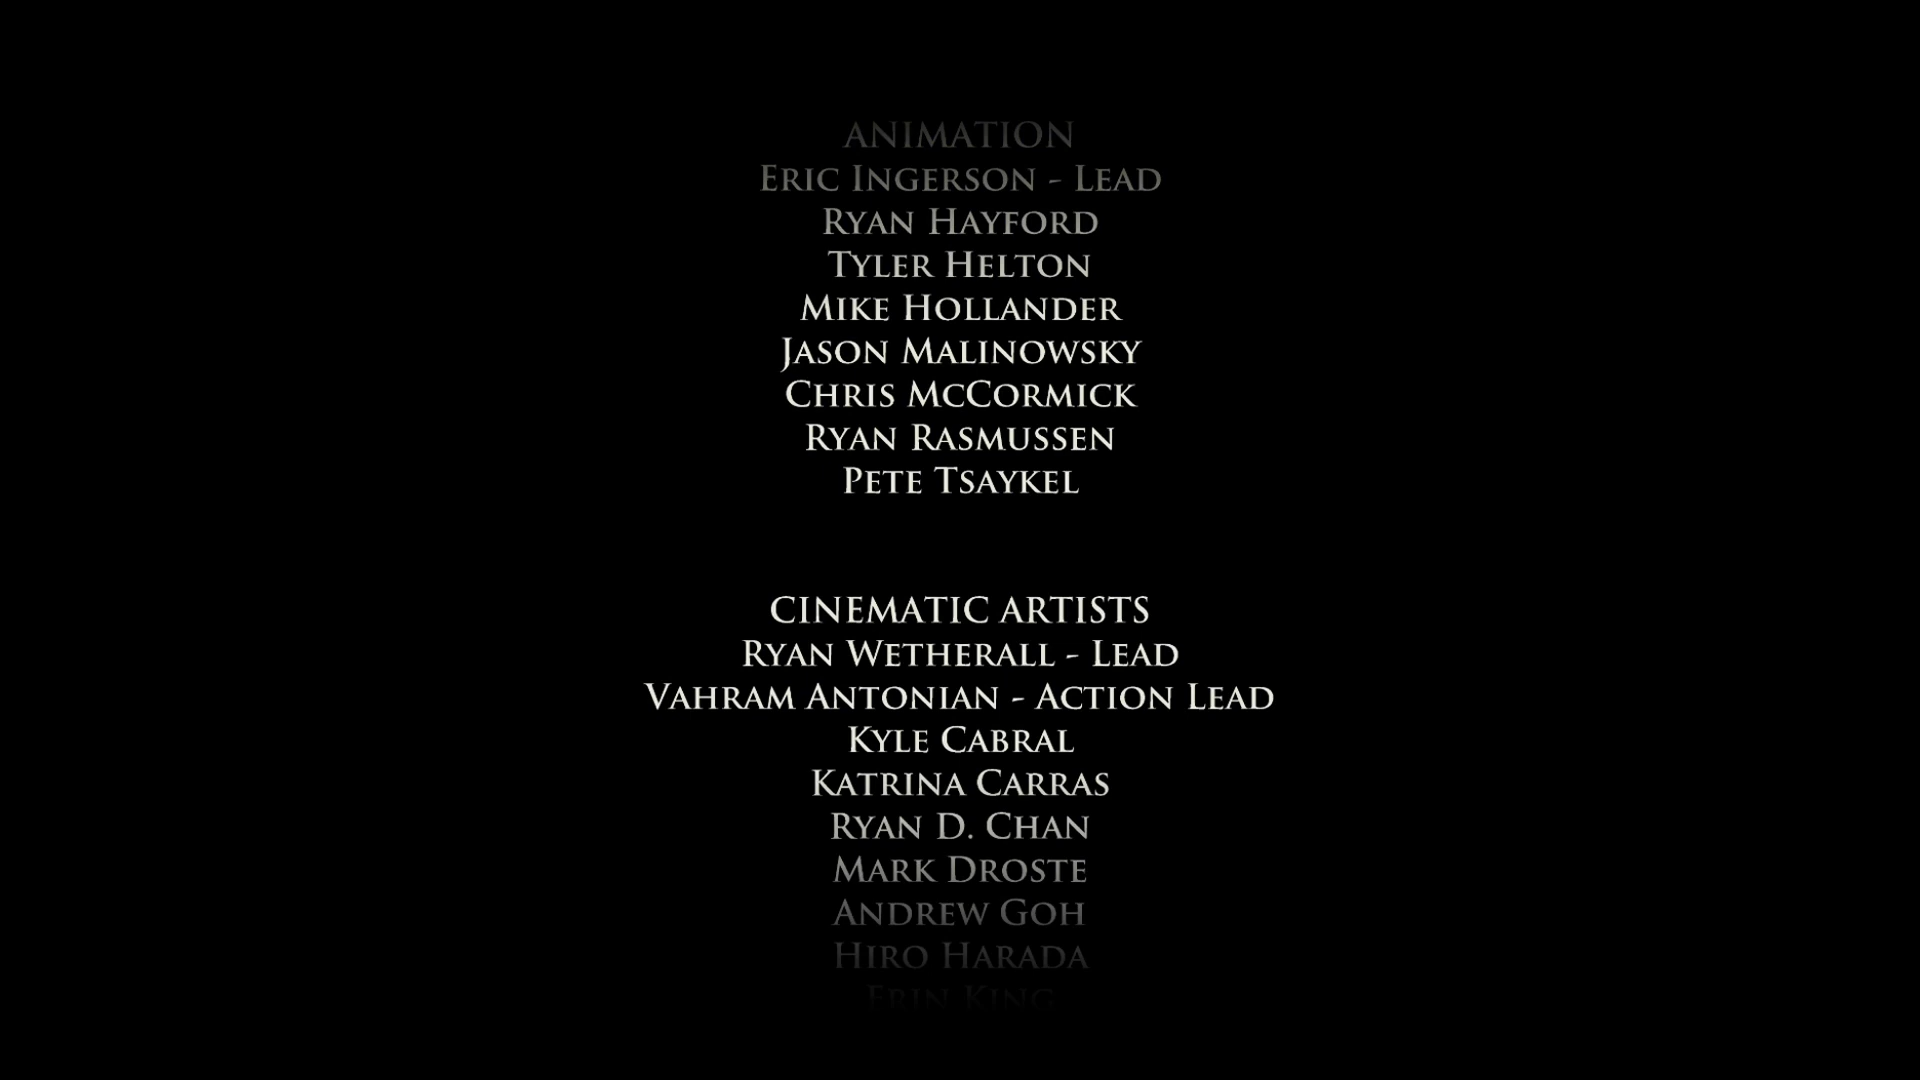 ANIMATION
Eric Ingerson - Lead
Ryan Hayford
Tyler Helton
Mike Hollander
Jason Malinowsky
Chris McCormick
Ryan Rasmussen
Pete Tsaykel
CINEMATIC ARTISTS
Ryan Wetherall - Lead
Vahram Antonian - Action Lead
Kyle Cabral
Katrina Carras
Ryan D. Chan
Mark Droste
Andrew Goh
Hiro Harada
Erin King